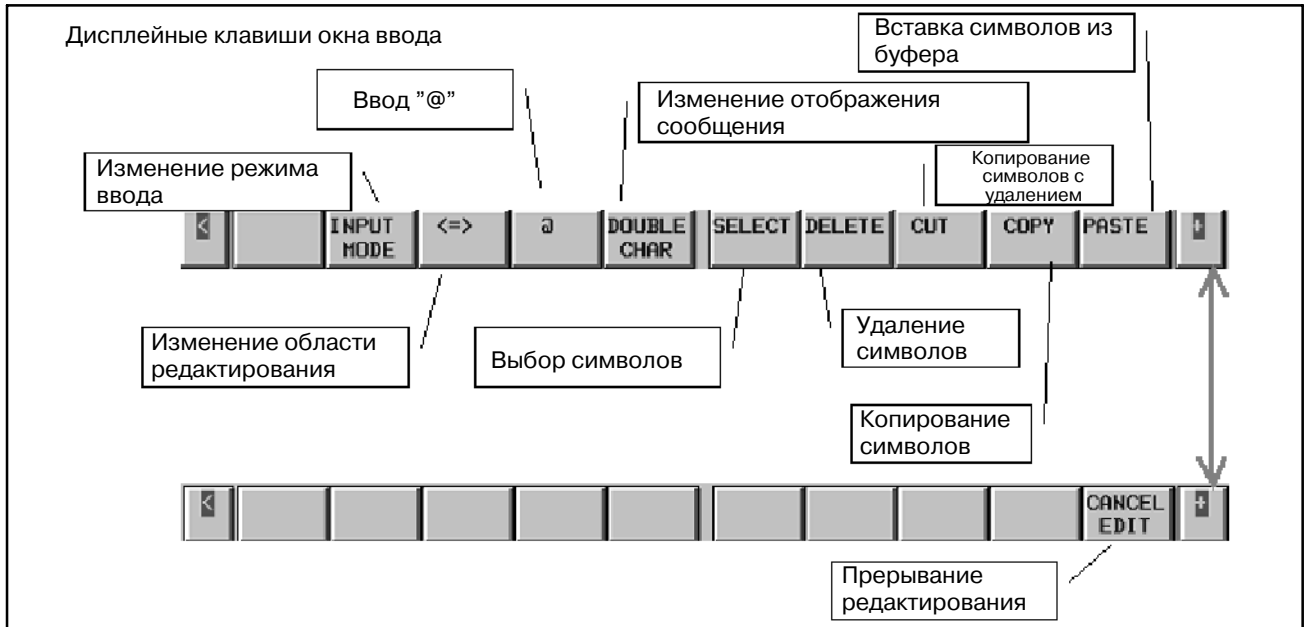 Дисплейные клавиши окна ввода
Вставка символов из
буфера
Ввод ”@”
Изменение отображения
сообщения
Изменение режима
ввода
Копирование
символов с
удалением
< INPUT MODE <=> @ DOUBLE CHAR SELECT DELETE CUT COPY PASTE +
Изменение области
редактирования
Выбор символов
Удаление
символов
Копирование
символов
< CANCEL EDIT +
Прерывание
редактирования